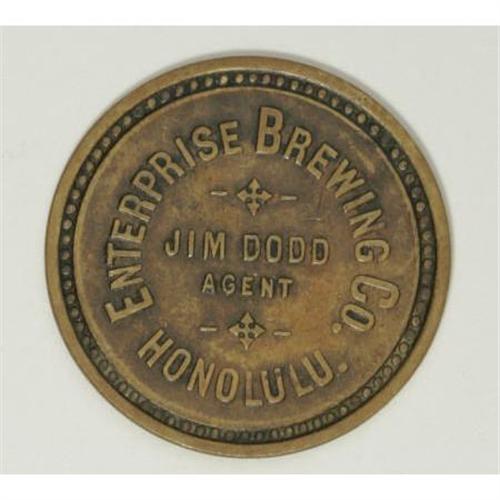 ENTERPRISE BREWING CO.
JIM DODD
AGENT
HONOLULU.